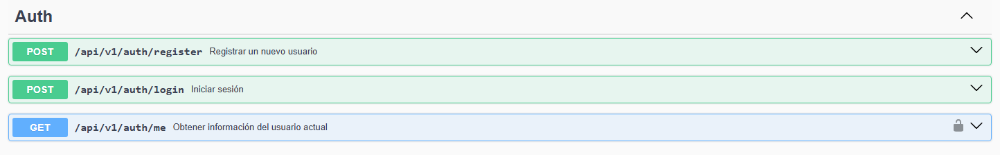 Auth
POST /api/v1/auth/register Registrar un nuevo usuario
POST /api/v1/auth/login Iniciar sesión
GET /api/v1/auth/me Obtener información del usuario actual